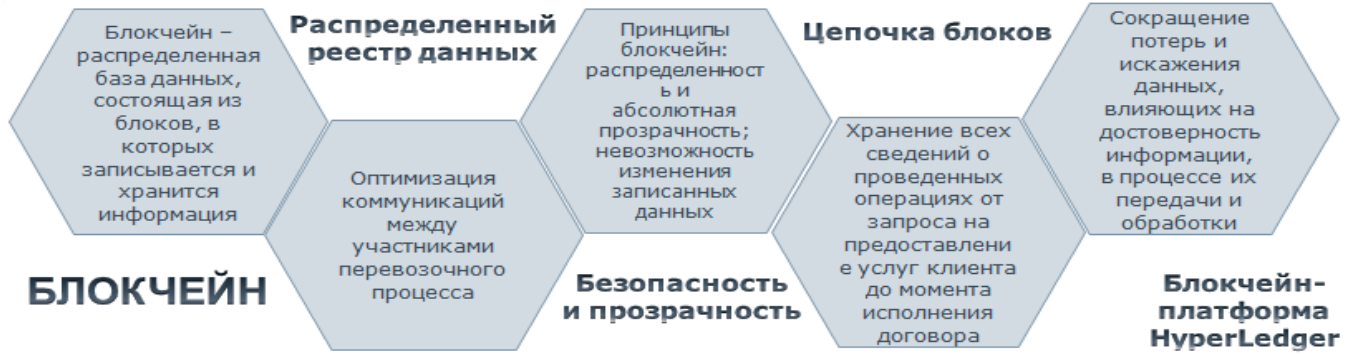 Блокчейн –
распределенная
база данных,
состоящая из
блоков, в
которых
записывается и
хранится
информация
БЛОКЧЕЙН
Распределенный
реестр данных
Оптимизация
коммуникаций
между
участниками
перевозочного
процесса
Принципы
блокчейн:
распределенност
ь и
абсолютная
прозрачность;
невозможность
изменения
записанных
данных
Безопасность
и прозрачность
Цепочка блоков
Хранение всех
сведений о
проведенных
операциях от
запроса на
предоставлени
е услуг клиента
до момента
исполнения
договора
Сокращение
потерь и
искажения
данных,
влияющих на
достоверность
информации,
в процессе их
передачи и
обработки
Блокчейн-
платформа
HyperLedger